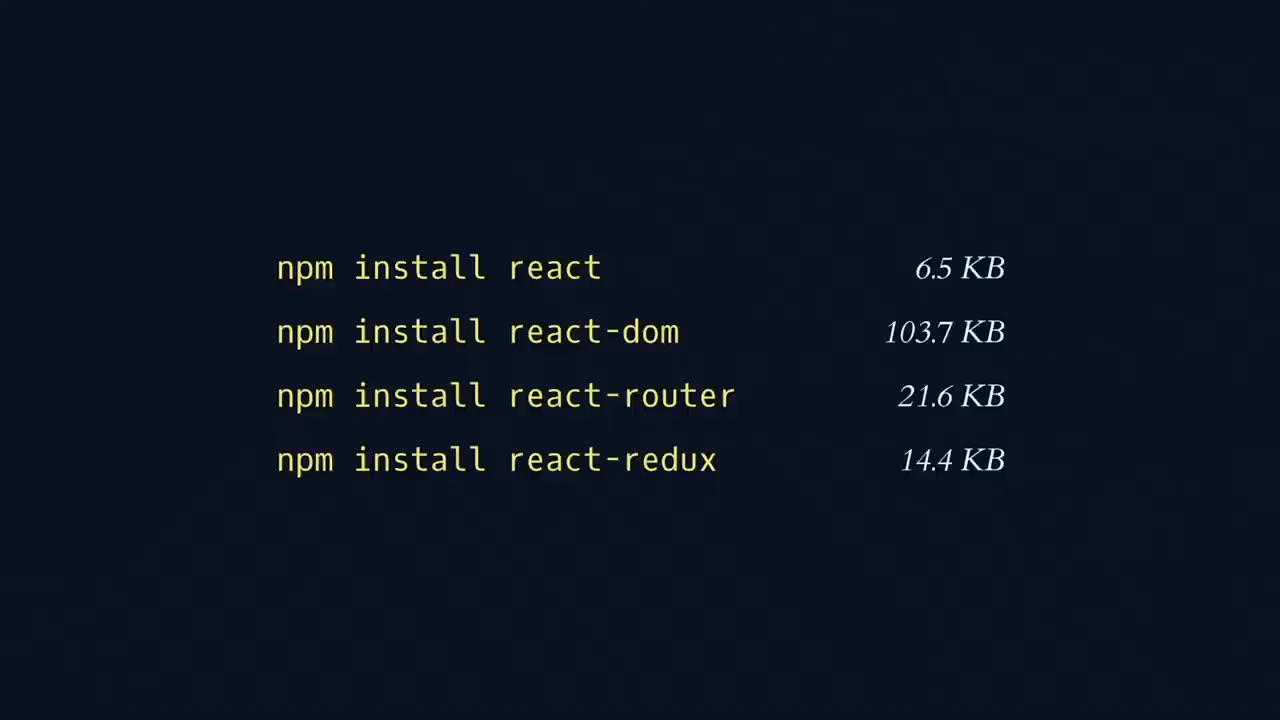 npm install react 6.5 KB
npm install react-dom 103.7 KB
npm install react-router 21.6 KB
npm install react-redux 14.4 KB